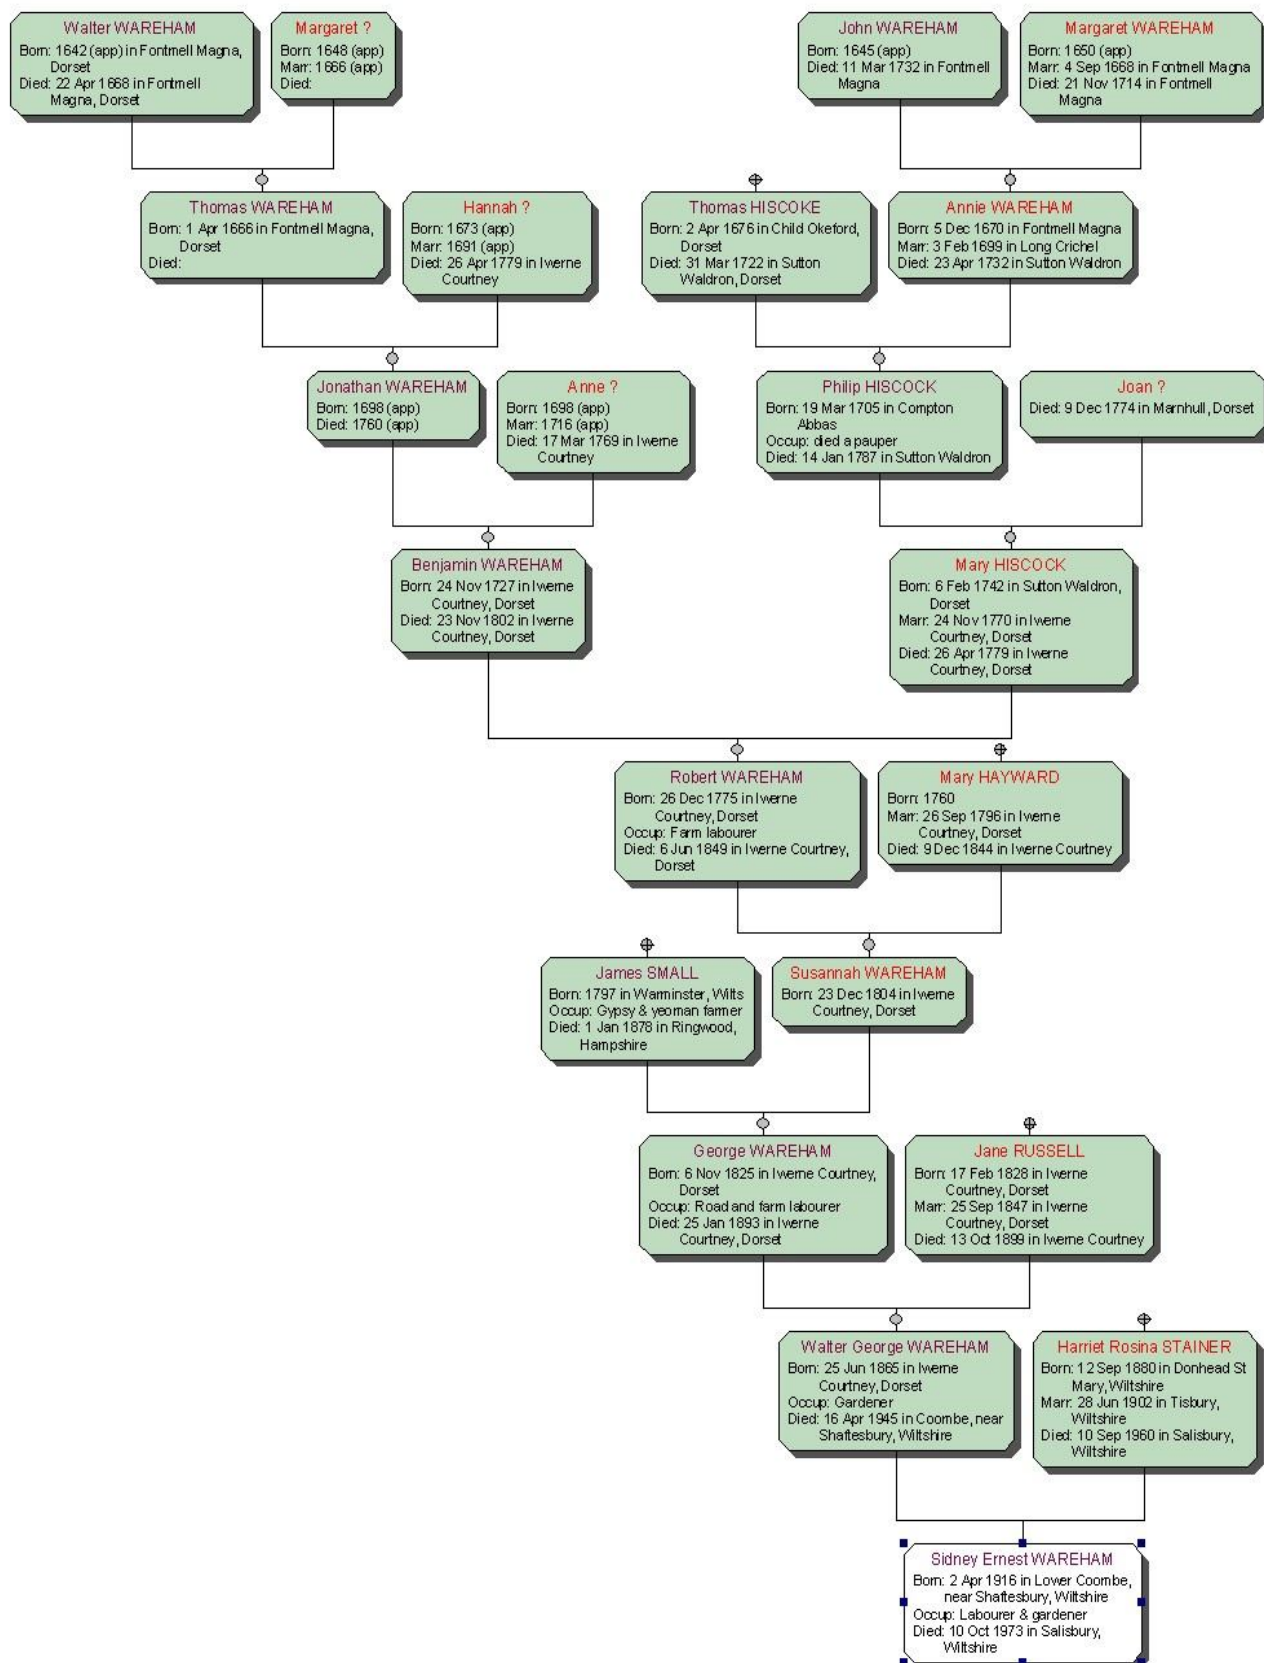 Walter WAREHAM
Born: 1642 (app) in Fontmell Magna,
Dorset
Died: 22 Apr 1668 in Fontmell
Magna, Dorset
Margaret ?
Born: 1648 (app)
Marr: 1666 (app)
Died:
John WAREHAM
Born: 1645 (app)
Died: 11 Mar 1732 in Fontmell
Magna
Margaret WAREHAM
Born: 1650 (app)
Marr: 4 Sep 1668 in Fontmell Magna
Died: 21 Nov 1714 in Fontmell
Magna
Thomas WAREHAM
Born: 1 Apr 1666 in Fontmell Magna,
Dorset
Died:
Hannah ?
Born: 1673 (app)
Marr: 1691 (app)
Died: 26 Apr 1779 in Iwerne
Courtney
Thomas HISCOKE
Born: 2 Apr 1676 in Child Okeford,
Dorset
Died: 31 Mar 1722 in Sutton
Waldron, Dorset
Annie WAREHAM
Born: 5 Dec 1670 in Fontmell Magna
Marr: 3 Feb 1699 in Long Crichel
Died: 23 Apr 1732 in Sutton Waldron
Jonathan WAREHAM
Born: 1698 (app)
Died: 1760 (app)
Anne ?
Born: 1698 (app)
Marr: 1716 (app)
Died: 17 Mar 1769 in Iwerne
Courtney
Philip HISCOCK
Born: 19 Mar 1705 in Compton
Abbas
Occup: died a pauper
Died: 14 Jan 1787 in Sutton Waldron
Joan ?
Died: 9 Dec 1774 in Marnhull, Dorset
Benjamin WAREHAM
Born: 24 Nov 1727 in Iwerne
Courtney, Dorset
Died: 23 Nov 1802 in Iwerne
Courtney, Dorset
Mary HISCOCK
Born: 6 Feb 1742 in Sutton Waldron,
Dorset
Marr: 24 Nov 1770 in Iwerne
Courtney, Dorset
Died: 26 Apr 1779 in Iwerne
Courtney, Dorset
Robert WAREHAM
Born: 26 Dec 1775 in Iwerne
Courtney, Dorset
Occup: Farm labourer
Died: 6 Jun 1849 in Iwerne Courtney,
Dorset
Mary HAYWARD
Born: 1760
Marr: 26 Sep 1796 in Iwerne
Courtney, Dorset
Died: 9 Dec 1844 in Iwerne Courtney
James SMALL
Born: 1797 in Warminster, Wilts
Occup: Gypsy & yeoman farmer
Died: 1 Jan 1878 in Ringwood,
Hampshire
Susannah WAREHAM
Born: 23 Dec 1804 in Iwerne
Courtney, Dorset
George WAREHAM
Born: 6 Nov 1825 in Iwerne Courtney,
Dorset
Occup: Road and farm labourer
Died: 25 Jan 1893 in Iwerne
Courtney, Dorset
Jane RUSSELL
Born: 17 Feb 1828 in Iwerne
Courtney, Dorset
Marr: 25 Sep 1847 in Iwerne
Courtney, Dorset
Died: 13 Oct 1899 in Iwerne Courtney
Walter George WAREHAM
Born: 25 Jun 1865 in Iwerne
Courtney, Dorset
Occup: Gardener
Died: 16 Apr 1945 in Coombe, near
Shaftesbury, Wiltshire
Harriet Rosina STAINER
Born: 12 Sep 1880 in Donhead St
Mary, Wiltshire
Marr: 28 Jun 1902 in Tisbury,
Wiltshire
Died: 10 Sep 1960 in Salisbury,
Wiltshire
Sidney Ernest WAREHAM
Born: 2 Apr 1916 in Lower Coombe,
near Shaftesbury, Wiltshire
Occup: Labourer & gardener
Died: 10 Oct 1973 in Salisbury,
Wiltshire